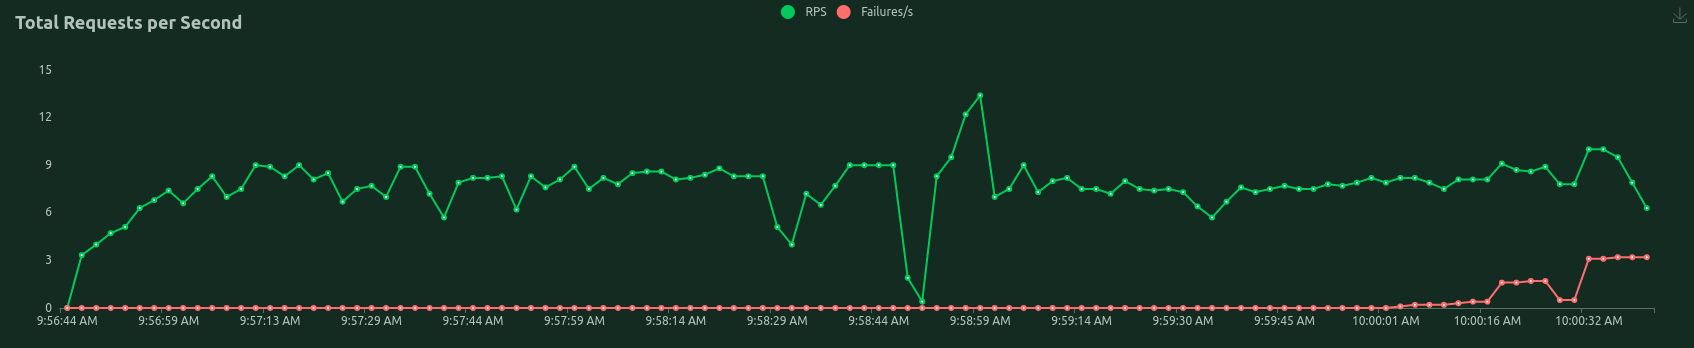 Total Requests per Second
RPS Failures/s
15
12
9
6
3
0
9:56:44 AM 9:56:59 AM 9:57:13 AM 9:57:29 AM 9:57:44 AM 9:57:59 AM 9:58:14 AM 9:58:29 AM 9:58:44 AM 9:58:59 AM 9:59:14 AM 9:59:30 AM 9:59:45 AM 10:00:01 AM 10:00:16 AM 10:00:32 AM